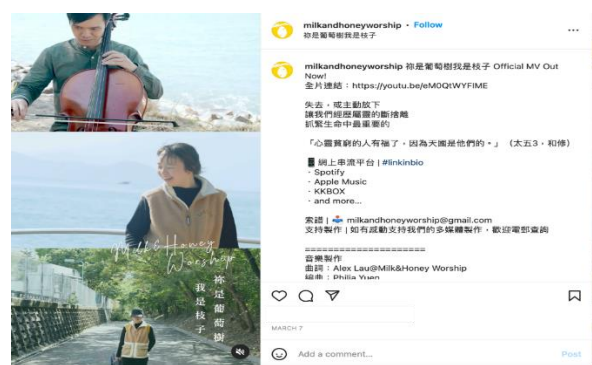 Milk&Honey
Worship
祢是葡萄樹
我是枝子
milkandhoneyworship • Follow
祢是葡萄樹我是枝子
milkandhoneyworship 祢是葡萄樹我是枝子 Official MV Out
Now!
全片連結：https://youtu.be/eM0QtWYFIME
失去，或主動放下
讓我們經歷屬靈的斷捨離
抓緊生命中最重要的
「心靈貧窮的人有福了，因為天國是他們的。」（太五3，和修）
網上串流平台 | #linkinbio
· Spotify
· Apple Music
· KKBOX
· and more...
索譜 | milkandhoneyworship@gmail.com
支持製作 | 如有感動支持我們的多媒體製作，歡迎電郵查詢
=====================
音樂製作
曲詞：Alex Lau@Milk&Honey Worship
編曲：Philia Yuen
MARCH 7
Add a comment...
Post